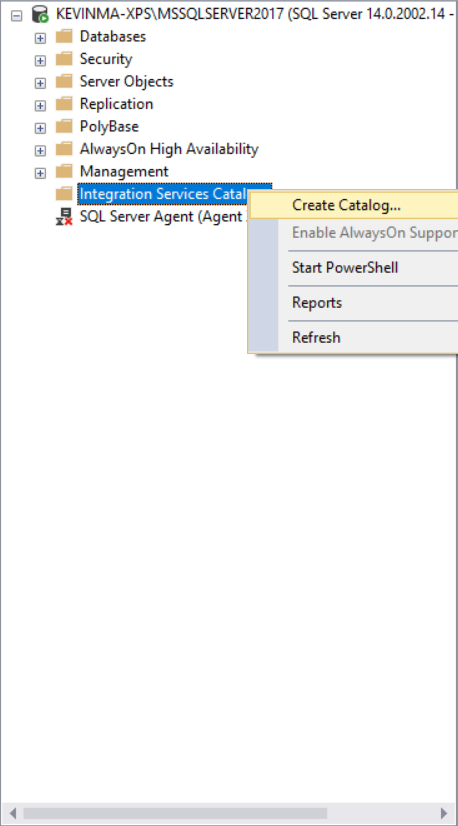 KEVINMA-XPS\MSSQLSERVER2017 (SQL Server 14.0.2002.14 -
Databases
Security
Server Objects
Replication
PolyBase
AlwaysOn High Availability
Management
Integration Services Catal
Create Catalog...
SQL Server Agent (Agent
Enable AlwaysOn Suppor
Start PowerShell
Reports
Refresh